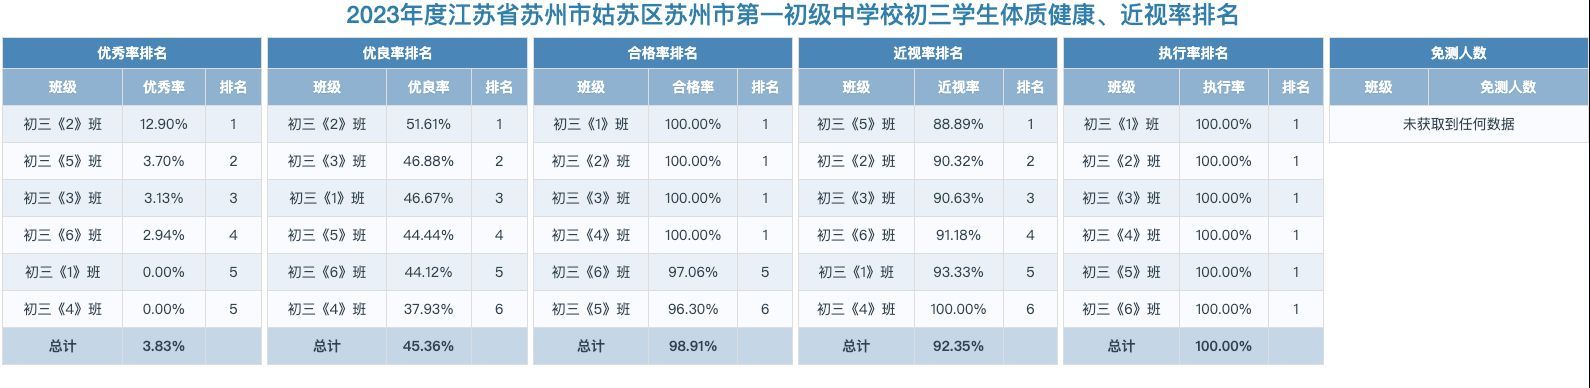 2023年度江苏省苏州市姑苏区苏州市第一初级中学校初三学生体质健康、近视率排名
优秀率排名 优良率排名 合格率排名 近视率排名 执行率排名 免测人数
班级 优秀率 排名 班级 优良率 排名 班级 合格率 排名 班级 近视率 排名 班级 执行率 排名 班级 免测人数
初三《2》班 12.90% 1 初三《2》班 51.61% 1 初三《1》班 100.00% 1 初三《5》班 88.89% 1 初三《1》班 100.00% 1 未获取到任何数据
初三《5》班 3.70% 2 初三《3》班 46.88% 2 初三《2》班 100.00% 1 初三《2》班 90.32% 2 初三《2》班 100.00% 1
初三《3》班 3.13% 3 初三《1》班 46.67% 3 初三《3》班 100.00% 1 初三《3》班 90.63% 3 初三《3》班 100.00% 1
初三《6》班 2.94% 4 初三《5》班 44.44% 4 初三《4》班 100.00% 1 初三《6》班 91.18% 4 初三《4》班 100.00% 1
初三《1》班 0.00% 5 初三《6》班 44.12% 5 初三《6》班 97.06% 5 初三《1》班 93.33% 5 初三《5》班 100.00% 1
初三《4》班 0.00% 5 初三《4》班 37.93% 6 初三《5》班 96.30% 6 初三《4》班 100.00% 6 初三《6》班 100.00% 1
总计 3.83% 总计 45.36% 总计 98.91% 总计 92.35% 总计 100.00%